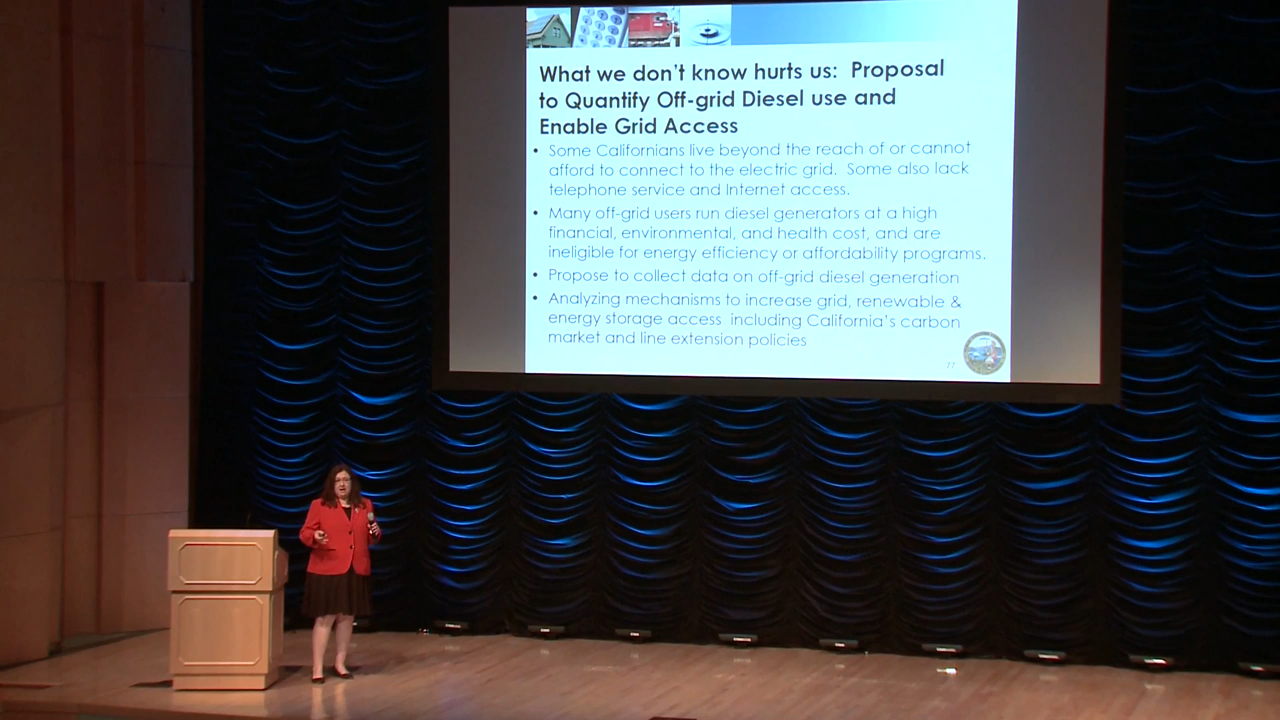 What we don't know hurts us:  Proposal
to Quantify Off-grid Diesel use and
Enable Grid Access
• Some Californians live beyond the reach of or cannot
afford to connect to the electric grid.  Some also lack
telephone service and Internet access.
• Many off-grid users run diesel generators at a high
financial, environmental, and health cost, and are
ineligible for energy efficiency or affordability programs.
• Propose to collect data on off-grid diesel generation
• Analyzing mechanisms to increase grid, renewable &
energy storage access  including California's carbon
market and line extension policies
77